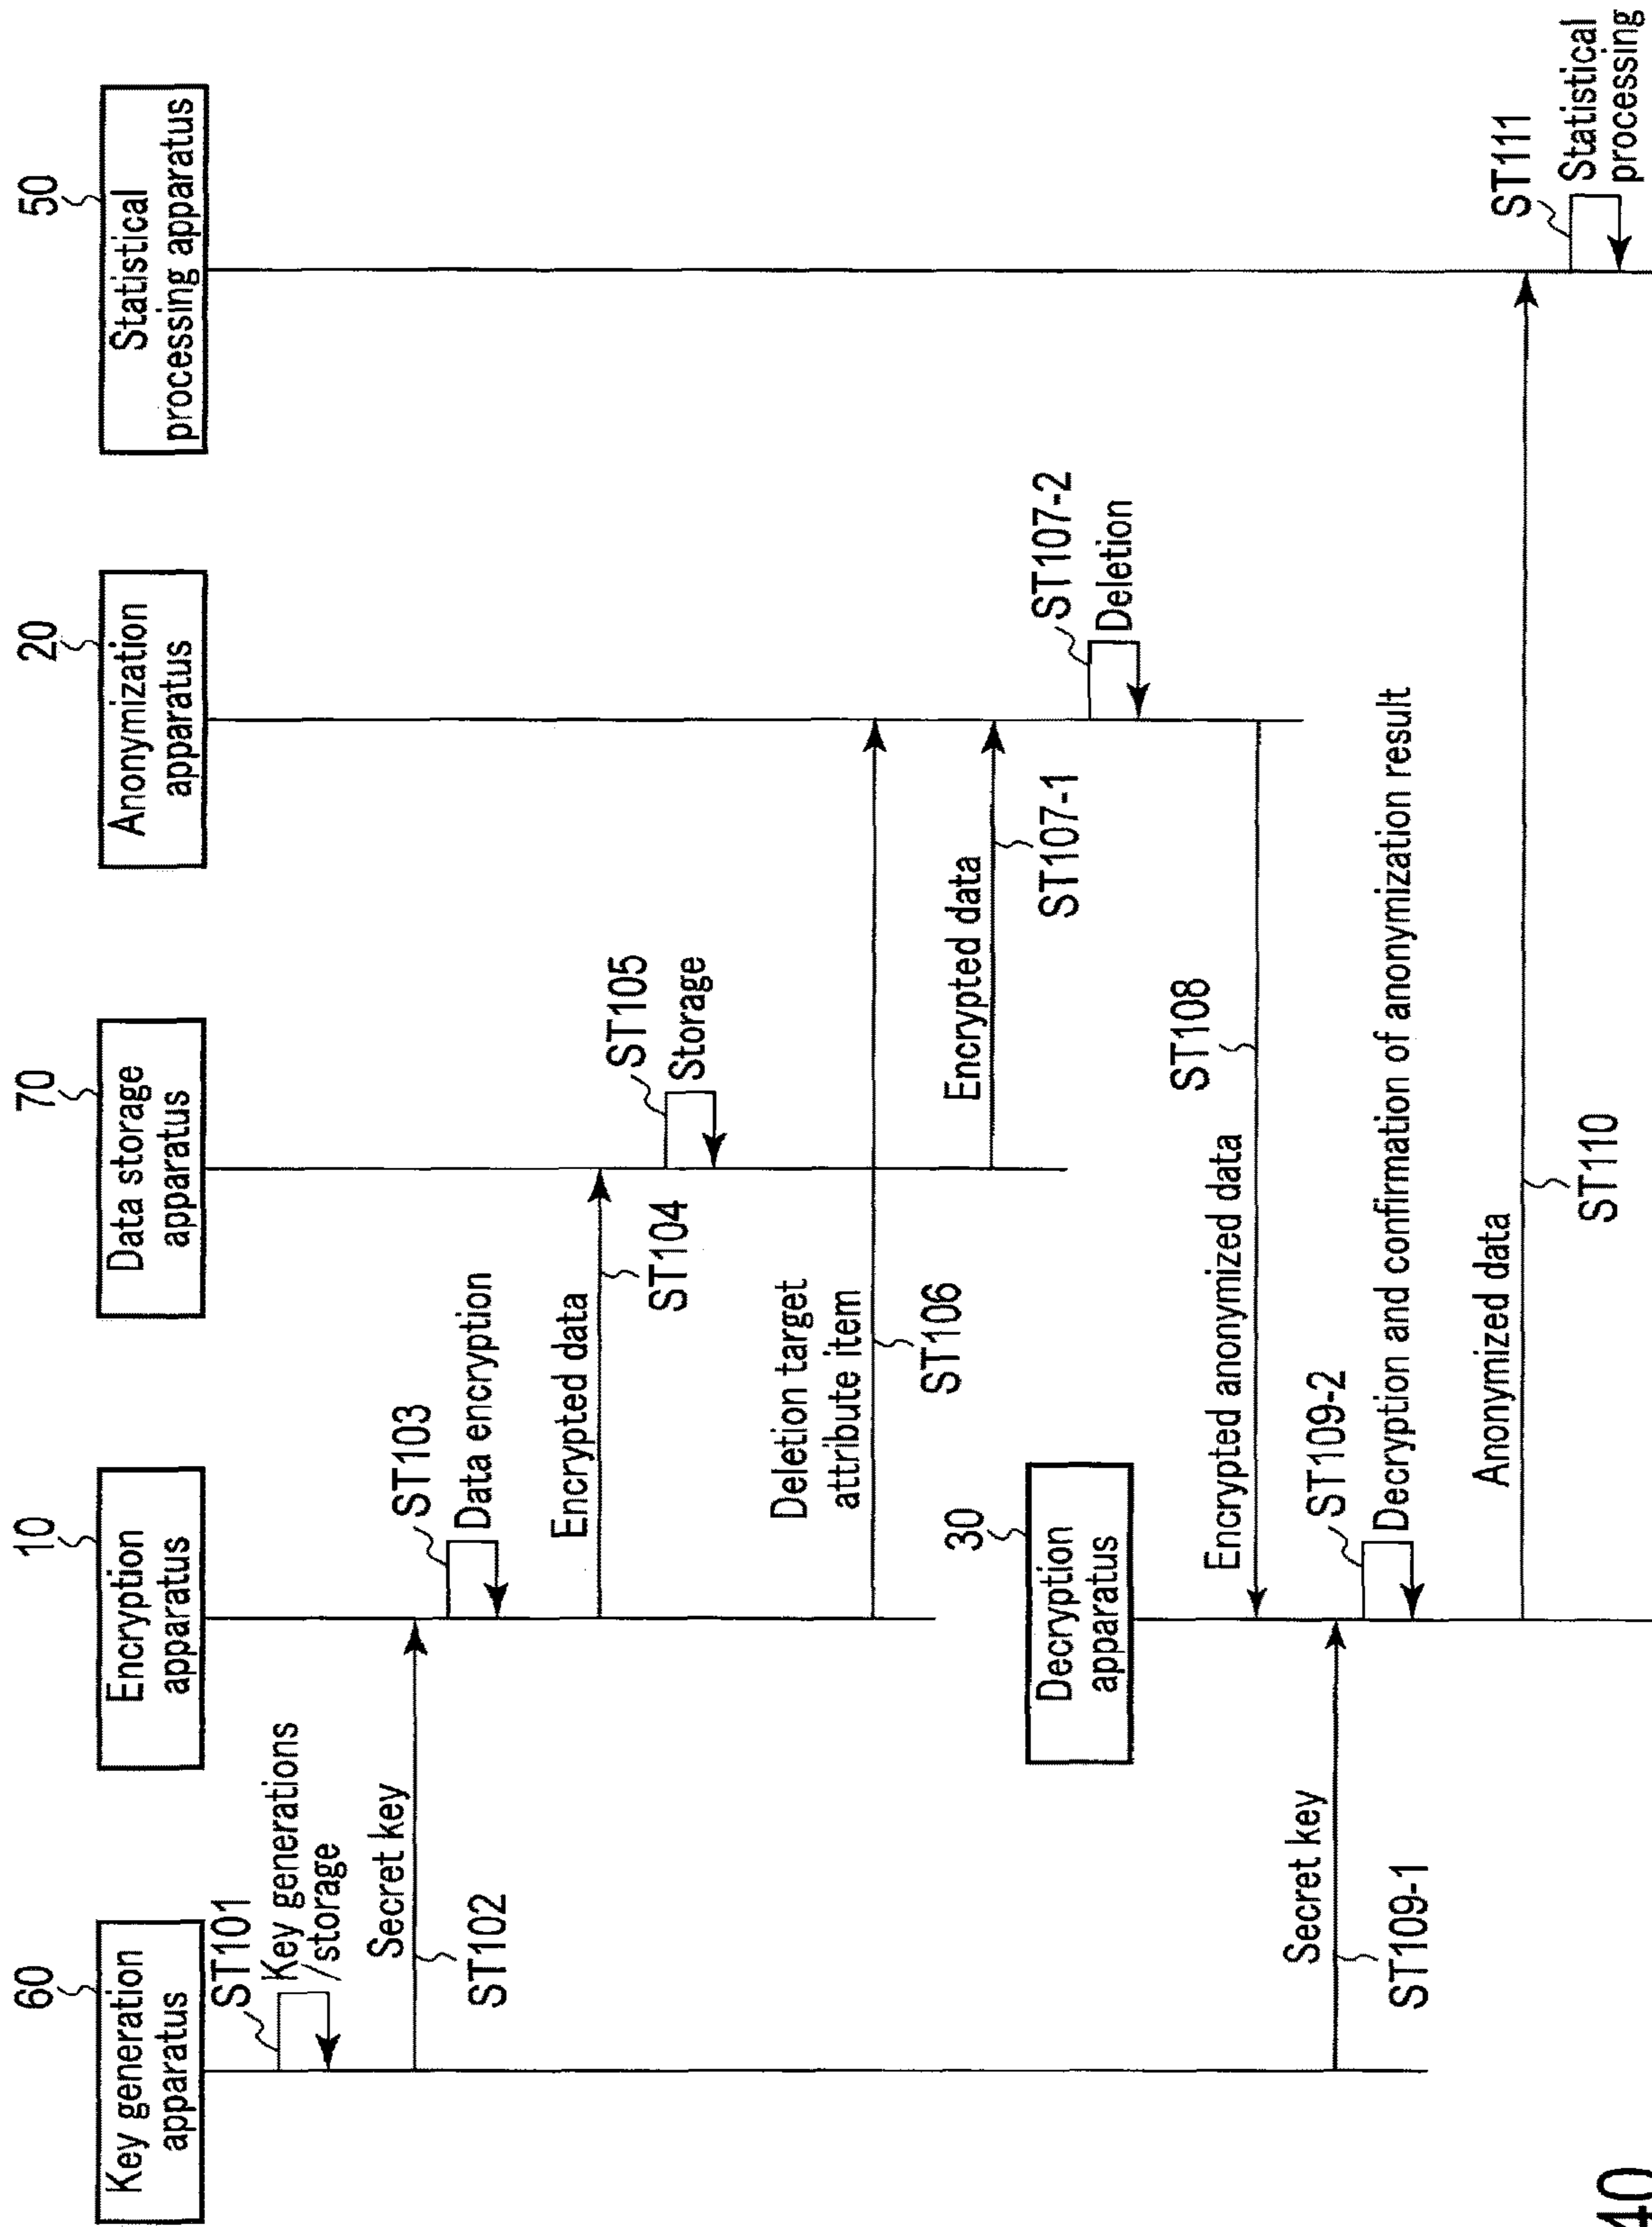 60
Key generation
apparatus
10
Encryption
apparatus
70
Data storage
apparatus
20
Anonymization
apparatus
50
Statistical
processing apparatus
ST101
Key generations
/storage
Secret key
ST102
ST103
Data encryption
Encrypted data
ST104
ST105
Storage
Deletion target
attribute item
ST106
Encrypted data
ST107-1
ST107-2
Deletion
30
Decryption
apparatus
ST108
Encrypted anonymized data
Secret key
ST109-1
ST109-2
Decryption and confirmation of anonymization result
Anonymized data
ST110
ST111
Statistical
processing
40